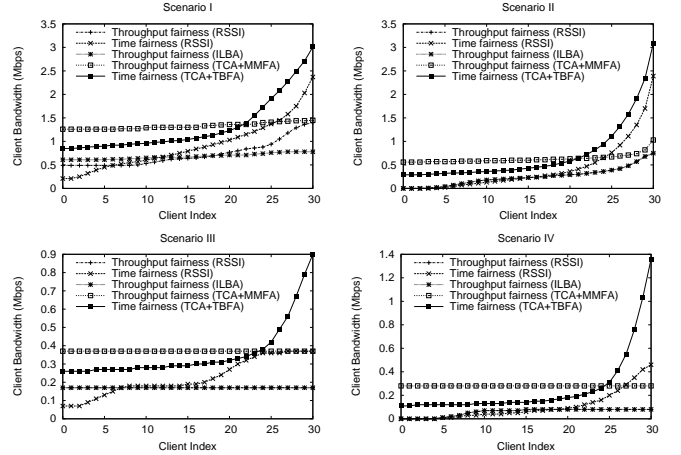 Scenario I
3.5
3
2.5
2
1.5
1
0.5
0
0 5 10 15 20 25 30
Client Bandwidth (Mbps)
Client Index
Throughput fairness (RSSI)
Time fairness (RSSI)
Throughput fairness (ILBA)
Throughput fairness (TCA+MMFA)
Time fairness (TCA+TBFA)
Scenario II
3.5
3
2.5
2
1.5
1
0.5
0
0 5 10 15 20 25 30
Client Bandwidth (Mbps)
Client Index
Throughput fairness (RSSI)
Time fairness (RSSI)
Throughput fairness (ILBA)
Throughput fairness (TCA+MMFA)
Time fairness (TCA+TBFA)
Scenario III
0.9
0.8
0.7
0.6
0.5
0.4
0.3
0.2
0.1
0
0 5 10 15 20 25 30
Client Bandwidth (Mbps)
Client Index
Throughput fairness (RSSI)
Time fairness (RSSI)
Throughput fairness (ILBA)
Throughput fairness (TCA+MMFA)
Time fairness (TCA+TBFA)
Scenario IV
1.4
1.2
1
0.8
0.6
0.4
0.2
0
0 5 10 15 20 25 30
Client Bandwidth (Mbps)
Client Index
Throughput fairness (RSSI)
Time fairness (RSSI)
Throughput fairness (ILBA)
Throughput fairness (TCA+MMFA)
Time fairness (TCA+TBFA)